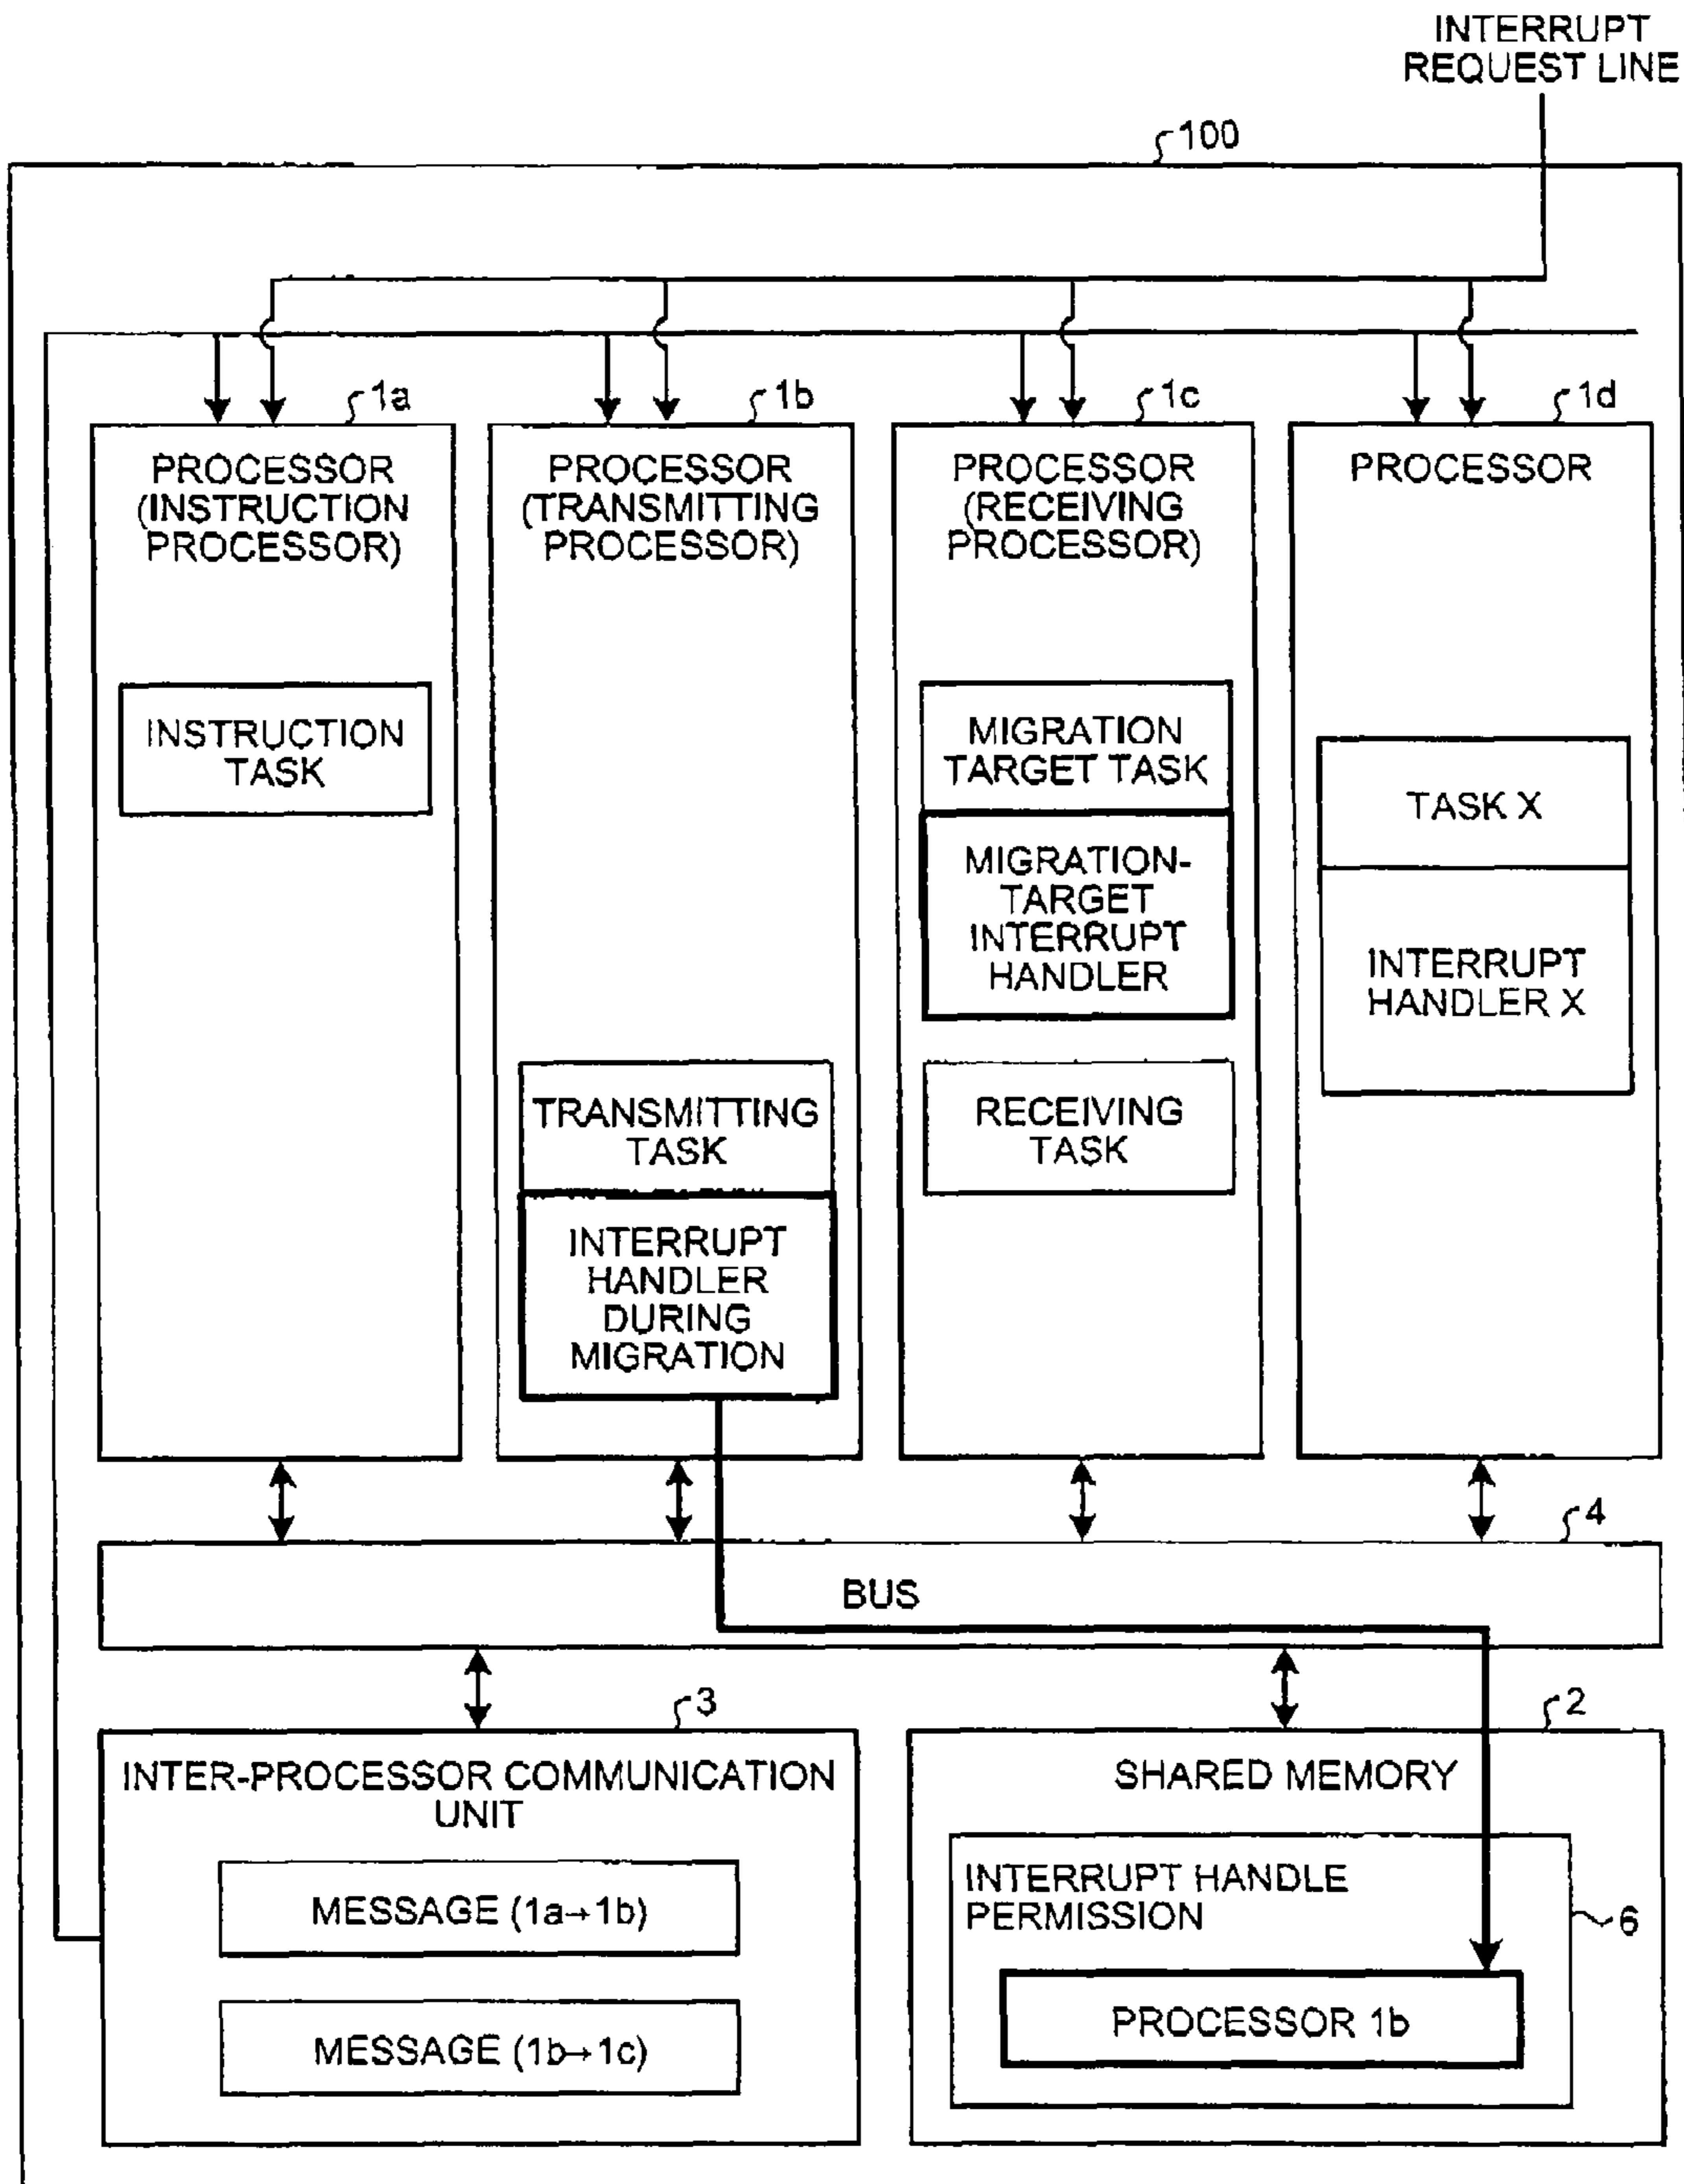 INTERRUPT
REQUEST LINE
100
1a
1b
1c
1d
PROCESSOR
(INSTRUCTION
PROCESSOR)
INSTRUCTION
TASK
PROCESSOR
(TRANSMITTING
PROCESSOR)
TRANSMITTING
TASK
INTERRUPT
HANDLER
DURING
MIGRATION
PROCESSOR
(RECEIVING
PROCESSOR)
MIGRATION
TARGET TASK
MIGRATION-
TARGET
INTERRUPT
HANDLER
RECEIVING
TASK
PROCESSOR
TASK X
INTERRUPT
HANDLER X
4
BUS
3
INTER-PROCESSOR COMMUNICATION
UNIT
MESSAGE (1a→1b)
MESSAGE (1b→1c)
2
SHARED MEMORY
INTERRUPT HANDLE
PERMISSION
6
PROCESSOR 1b